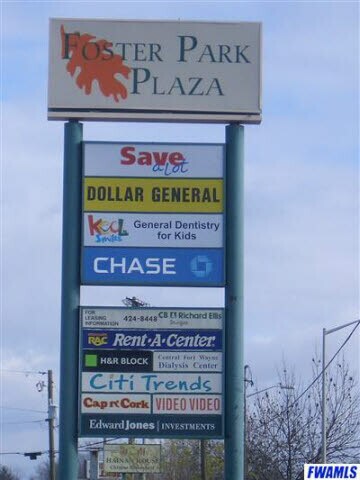 FOSTER PARK
PLAZA
Save
a lot
DOLLAR GENERAL
KOOL
Smiles
General Dentistry
for Kids
CHASE
FOR
LEASING
INFORMATION
424-8448
CB Richard Ellis
Sturges
RAC
Rent-A-Center
H&R BLOCK
Central Fort Wayne
Dialysis Center
Citi Trends
Cap n' Cork
VIDEO VIDEO
Edward Jones
INVESTMENTS
FWAMLS